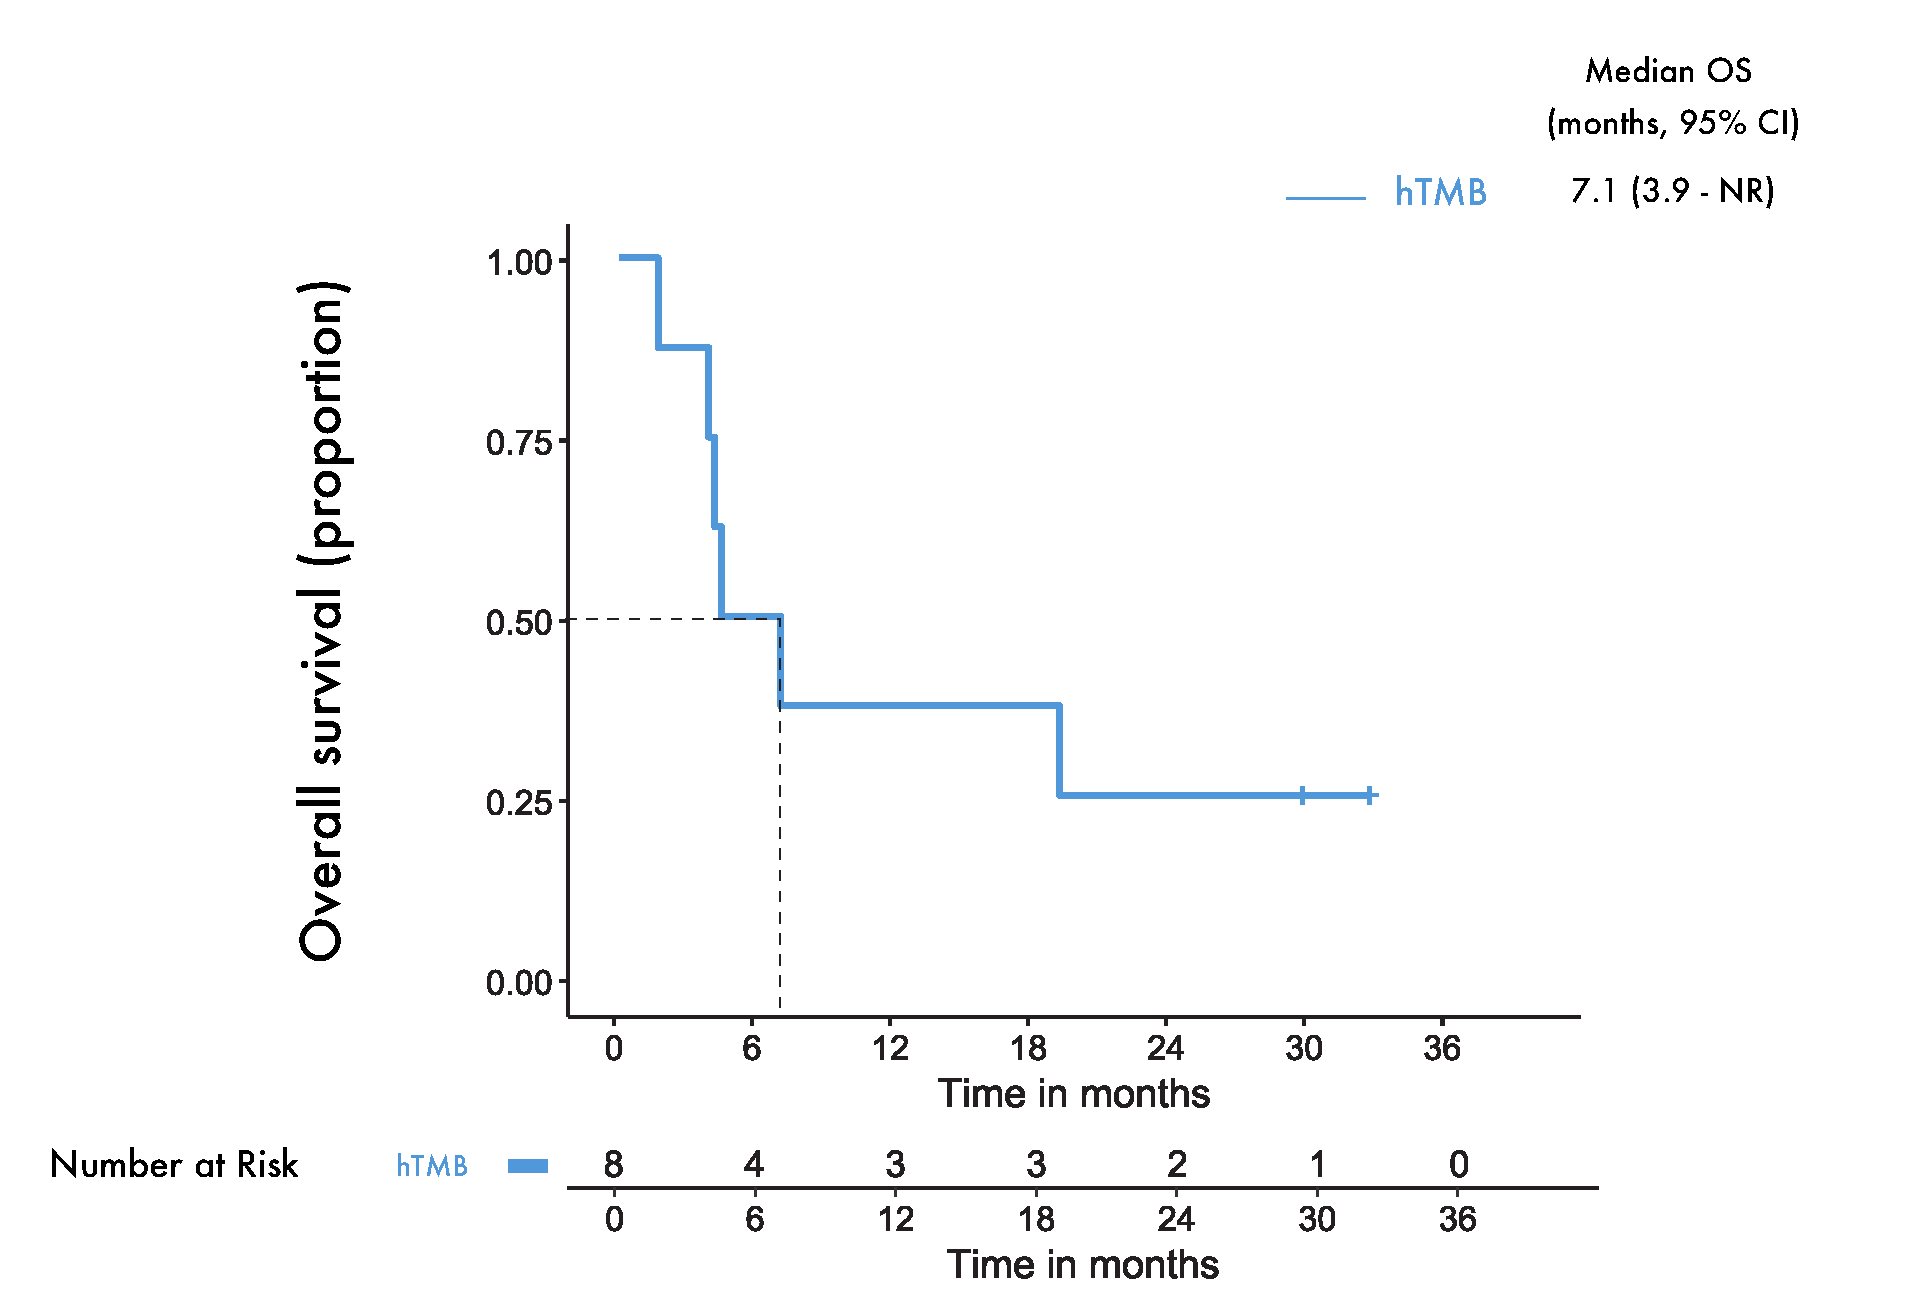 Median OS
(months, 95% CI)
hTMB 7.1 (3.9 - NR)
Overall survival (proportion)
1.00
0.75
0.50
0.25
0.00
0 6 12 18 24 30 36
Time in months
Number at Risk hTMB 8 4 3 3 2 1 0
0 6 12 18 24 30 36
Time in months